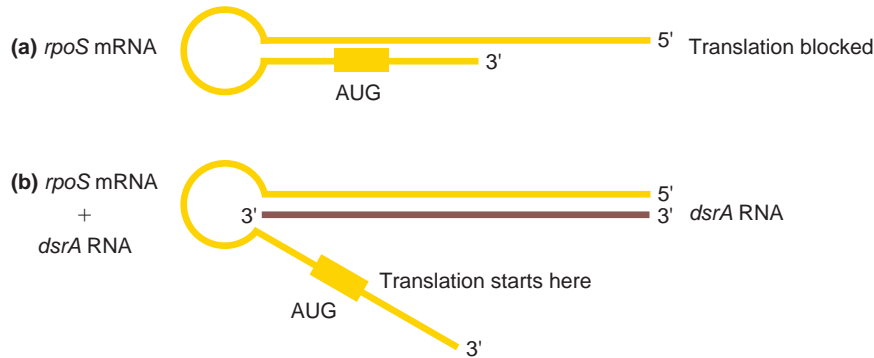 (a) rpoS mRNA
5'
Translation blocked
3'
AUG
(b) rpoS mRNA
+
dsrA RNA
5'
3'
3'
dsrA RNA
Translation starts here
AUG
3'